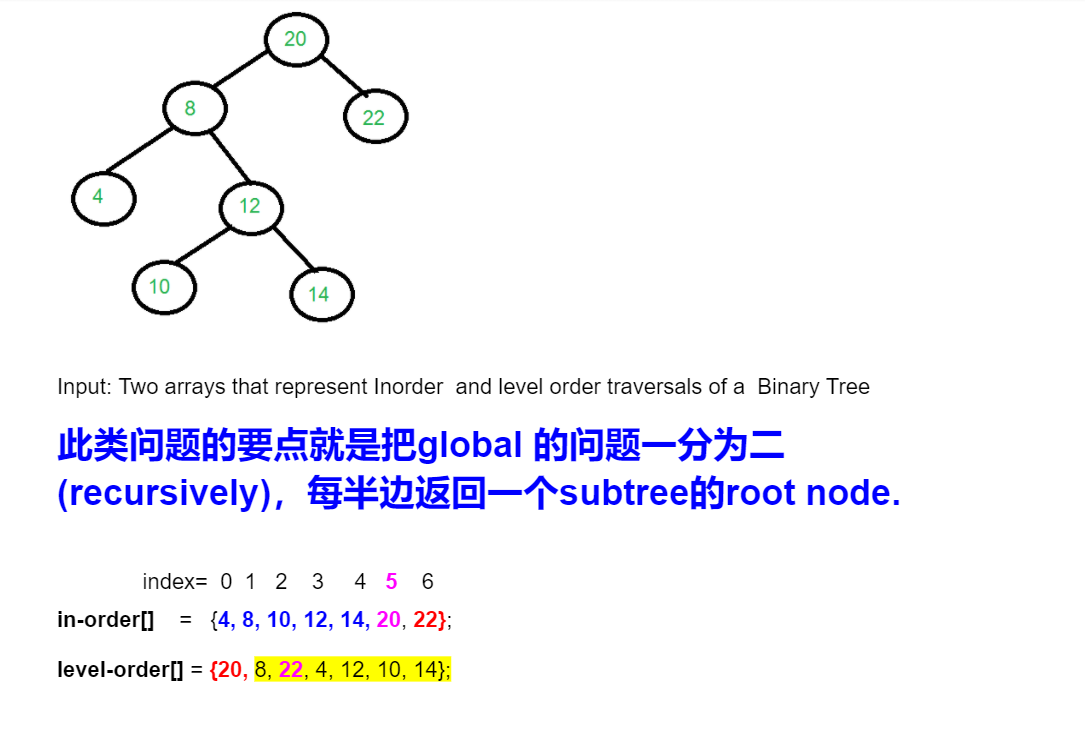 20
8
22
4
12
10
14
Input: Two arrays that represent Inorder  and level order traversals of a  Binary Tree
此类问题的要点就是把global 的问题一分为二
(recursively)，每半边返回一个subtree的root node.
index=  0  1   2    3     4   5    6
in-order[]    =   {4, 8, 10, 12, 14, 20, 22};
level-order[] = {20, 8, 22, 4, 12, 10, 14};